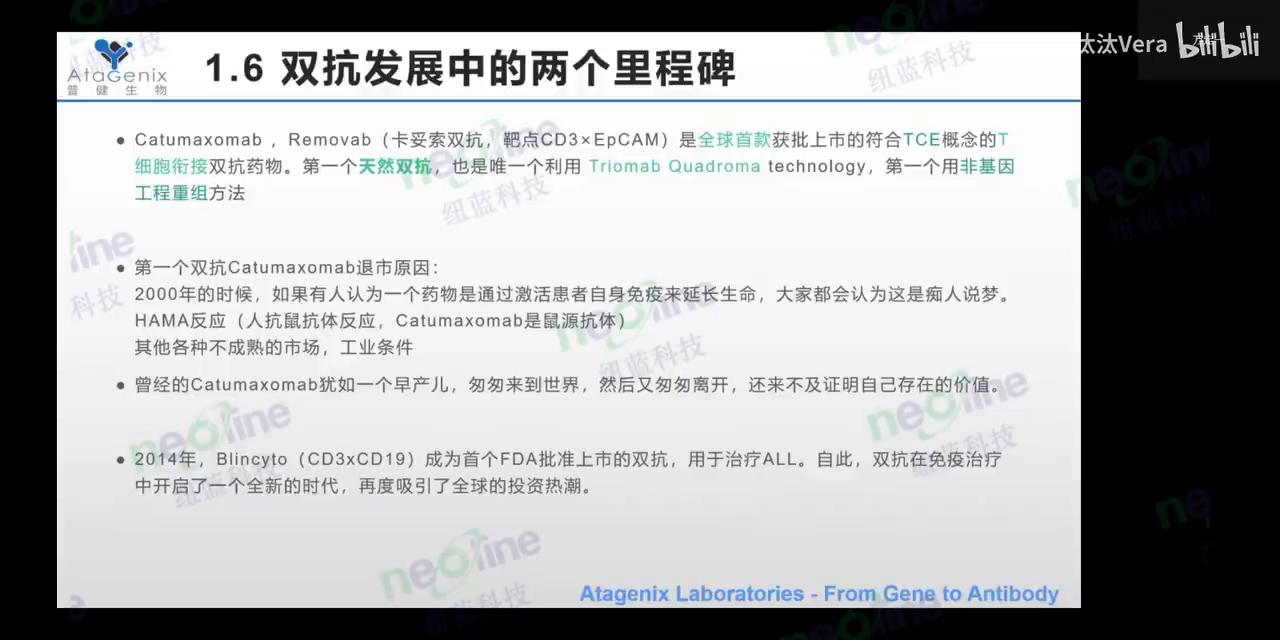 汰汰Vera bilibili
AtaGenix
普健生物
1.6 双抗发展中的两个里程碑
● Catumaxomab ，Removab（卡妥索双抗，靶点CD3×EpCAM）是全球首款获批上市的符合TCE概念的T
细胞衔接双抗药物。第一个天然双抗，也是唯一个利用 Triomab Quadroma technology，第一个用非基因
工程重组方法
● 第一个双抗Catumaxomab退市原因：
2000年的时候，如果有人认为一个药物是通过激活患者自身免疫来延长生命，大家都会认为这是痴人说梦。
HAMA反应（人抗鼠抗体反应，Catumaxomab是鼠源抗体）
其他各种不成熟的市场，工业条件
● 曾经的Catumaxomab犹如一个早产儿，匆匆来到世界，然后又匆匆离开，还来不及证明自己存在的价值。
● 2014年，Blincyto（CD3xCD19）成为首个FDA批准上市的双抗，用于治疗ALL。自此，双抗在免疫治疗
中开启了一个全新的时代，再度吸引了全球的投资热潮。
neoline
纽蓝科技
Atagenix Laboratories - From Gene to Antibody